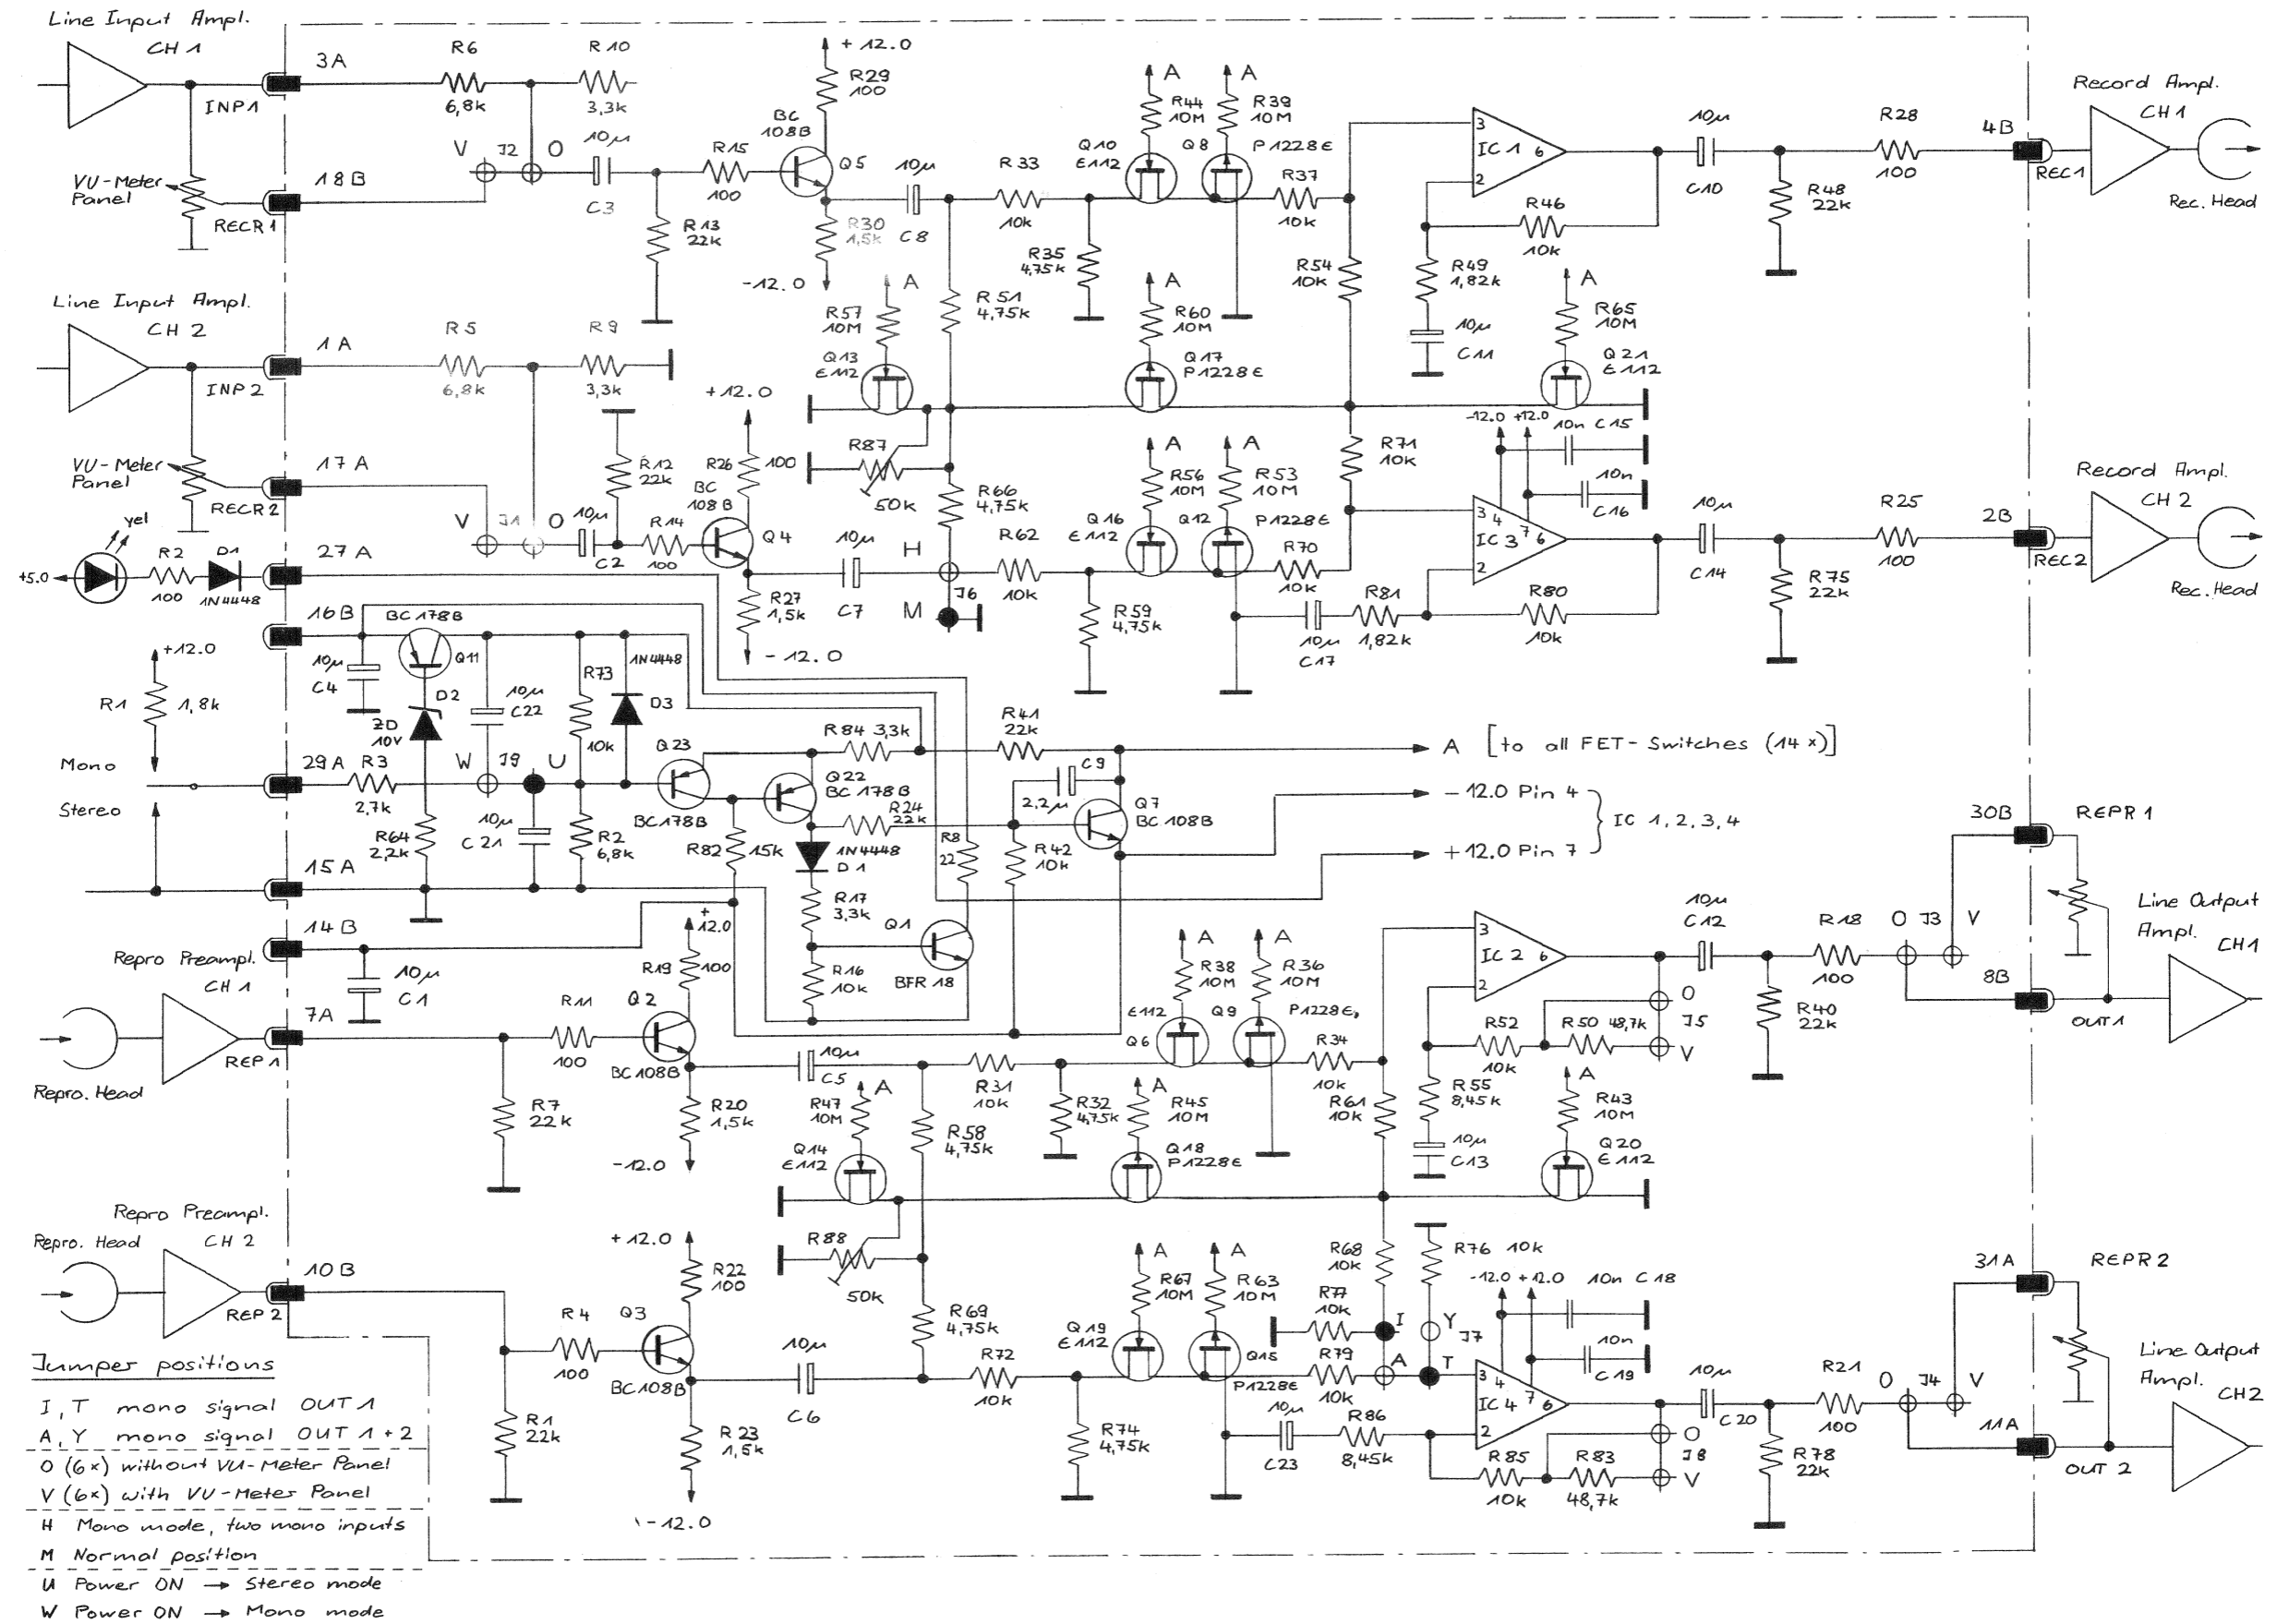 Line Input Ampl.
CH 1
3A
INP1
R6
6,8k
R10
3,3k
VU-Meter
Panel
18B
RECR1
V
J2
O
10µ
C3
R13
22k
R15
100
BC
108B
Q5
+12.0
R29
100
R30
1,5k
-12.0
10µ
C8
R33
10k
R35
4,75k
A
R44
10M
Q10
E112
A
R39
10M
Q8
P1228E
R37
10k
3
2
IC1
6
R46
10k
R49
1,82k
10µ
C11
R54
10k
10µ
C10
R48
22k
R28
100
4B
REC1
Record Ampl.
CH1
Rec. Head
Line Input Ampl.
CH 2
1A
INP2
R5
6,8k
R9
3,3k
VU-Meter
Panel
17A
RECR2
V
J1
O
10µ
C2
R12
22k
R14
100
BC
108B
Q4
+12.0
R26
100
R27
1,5k
-12.0
10µ
C7
R57
10M
A
Q13
E112
R51
4,75k
A
R60
10M
Q17
P1228E
A
R65
10M
Q21
E112
R87
50k
R66
4,75k
H
J6
M
R62
10k
R59
4,75k
A
R56
10M
Q16
E112
A
R53
10M
Q12
P1228E
R70
10k
R71
10k
-12.0
+12.0
10n C15
10n
C16
3
4
7
6
2
IC3
10µ
C17
R81
1,82k
R80
10k
10µ
C14
R75
22k
R25
100
2B
REC2
Record Ampl.
CH2
Rec. Head
yel
+5.0
R2
100
D1
1N4448
27A
16B
+12.0
R1
1,8k
10µ
C4
BC178B
Q11
D2
ZD
10V
10µ
C22
R73
10k
1N4448
D3
Mono
Stereo
29A
R3
2,7k
W
J9
U
R64
2,2k
10µ
C21
R2
6,8k
15A
Q23
BC178B
R84 3,3k
Q22
BC178B
R82
15k
R24
22k
1N4448
D1
R17
3,3k
R16
10k
Q1
BFR18
R8
22
R41
22k
C9
2,2µ
Q7
BC108B
R42
10k
A [to all FET-Switches (14x)]
-12.0 Pin 4
+12.0 Pin 7
IC 1, 2, 3, 4
14B
10µ
C1
Repro Preampl.
CH1
7A
REP1
Repro. Head
R7
22k
R11
100
Q2
BC108B
+
12.0
R19
100
R20
1,5k
-12.0
10µ
C5
R31
10k
R32
4,75k
A
R38
10M
E112
Q6
A
R36
10M
Q9
P1228E,
R34
10k
R61
10k
3
2
IC2
6
R52
10k
R50
48,7k
O
J5
V
R55
8,45k
10µ
C13
10µ
C12
R40
22k
R18
100
O
J3
V
30B
REPR1
8B
OUT1
Line Output
Ampl.
CH1
R47
10M
A
Q14
E112
R58
4,75k
A
R45
10M
Q18
P1228E
A
R43
10M
Q20
E112
Repro Preampl.
CH 2
Repro. Head
10B
REP2
R4
100
R1
22k
Q3
BC108B
+12.0
R22
100
R23
1,5k
-12.0
10µ
C6
R88
50k
R69
4,75k
R72
10k
R74
4,75k
A
R67
10M
Q19
E112
A
R63
10M
Q15
P1228E
R68
10k
R77
10k
I
A
R79
10k
R76 10k
Y
J7
T
-12.0
+12.0
10n C18
10n
C19
3
4
7
6
2
IC4
10µ
C23
R86
8,45k
R85
10k
R83
48,7k
O
J8
V
10µ
C20
R78
22k
R21
100
O
J4
V
31A
REPR2
11A
OUT 2
Line Output
Ampl.
CH2
Jumper positions
I, T mono signal OUT1
A, Y mono signal OUT 1+2
O (6x) without VU-Meter Panel
V (6x) with VU-Meter Panel
H Mono mode, two mono inputs
M Normal position
U Power ON → Stereo mode
W Power ON → Mono mode